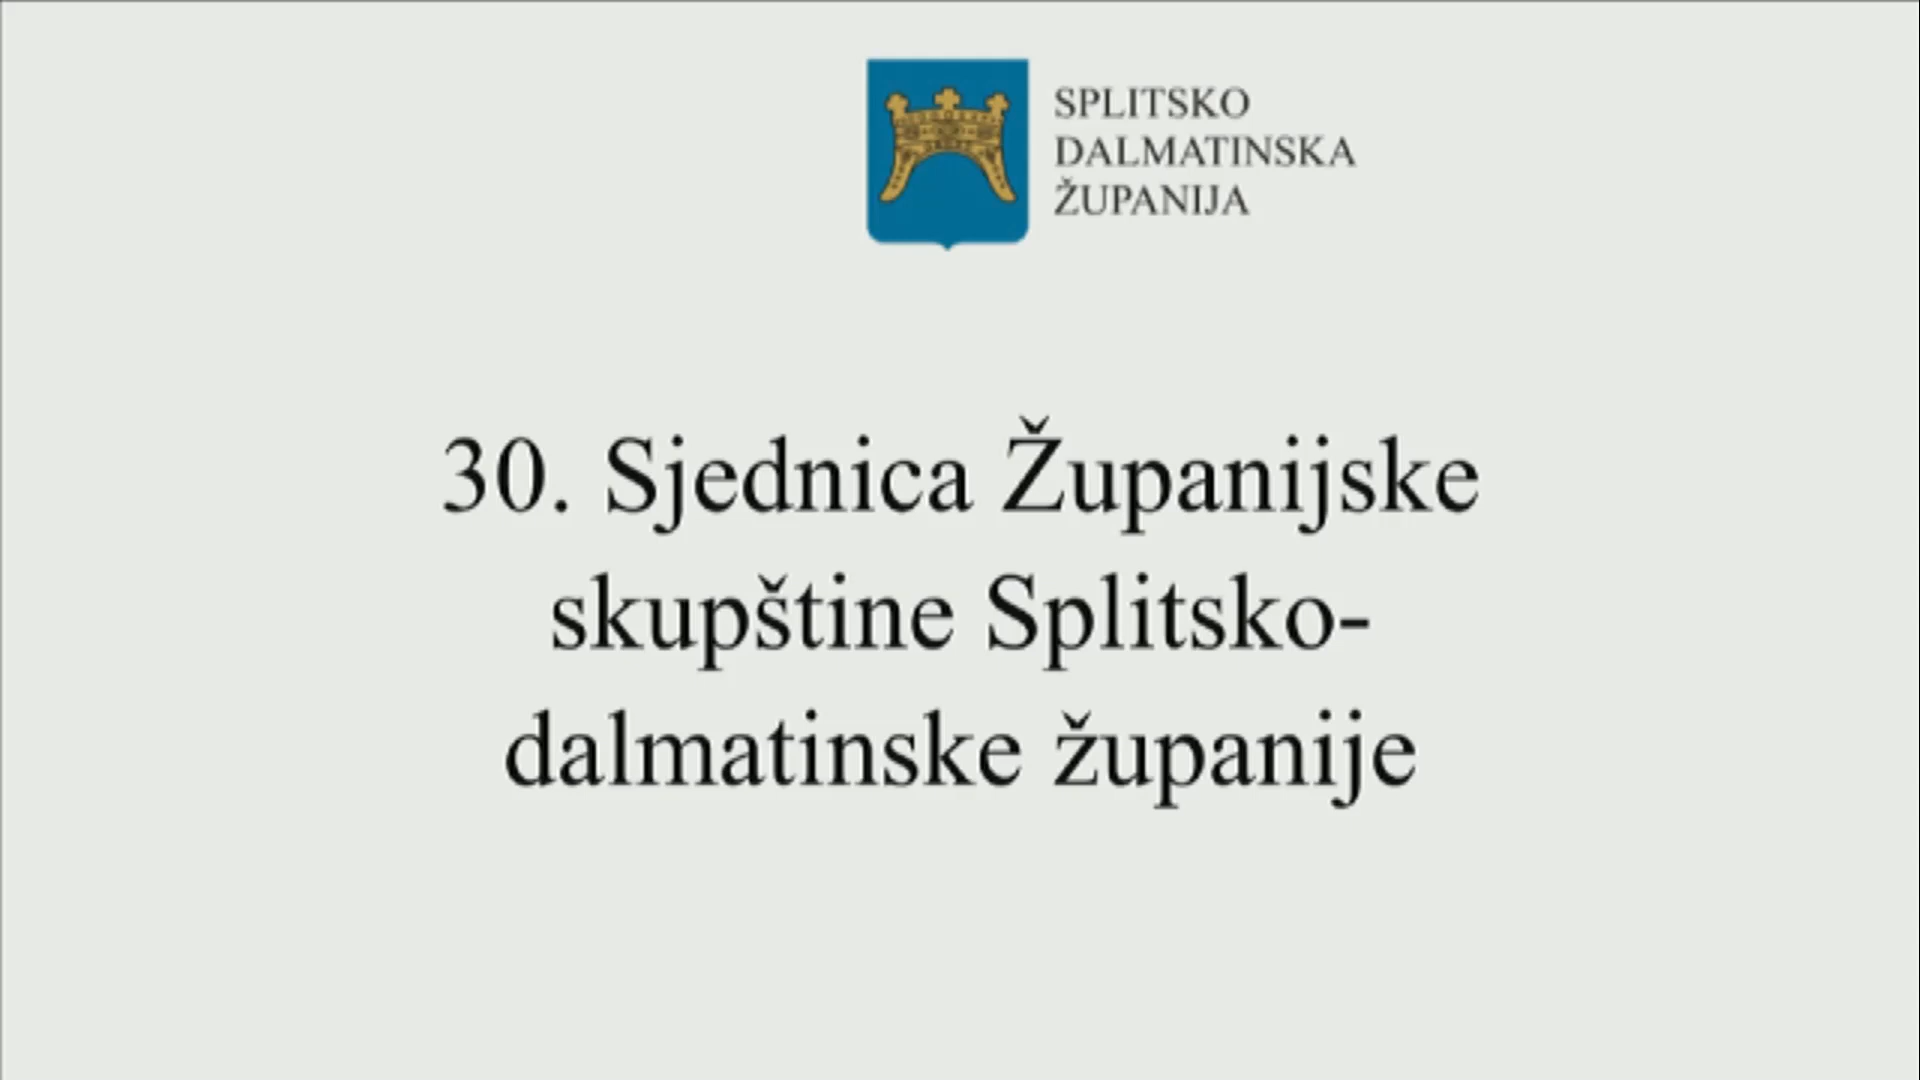 SPLITSKO
DALMATINSKA
ŽUPANIJA
30. Sjednica Županijske
skupštine Splitsko-
dalmatinske županije